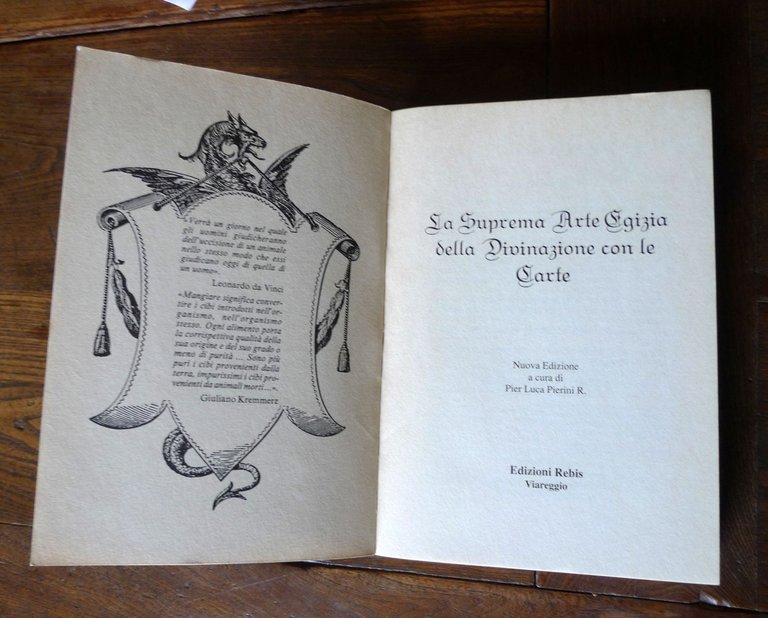 «Verrà un giorno nel quale
gli uomini giudicheranno
dell'uccisione di un animale
nello stesso modo che essi
giudicano oggi di quella di
un uomo».
Leonardo da Vinci
«Mangiare significa conver-
tire i cibi introdotti nell'or-
ganismo, nell'organismo
stesso. Ogni alimento porta
la corrispettiva qualità della
sua origine e del suo grado o
meno di purità ... Sono più
puri i cibi provenienti dalla
terra, impurissimi i cibi pro-
venienti da animali morti...».
Giuliano Kremmerz
La Suprema Arte Egizia
della Divinazione con le
Carte
Nuova Edizione
a cura di
Pier Luca Pierini R.
Edizioni Rebis
Viareggio